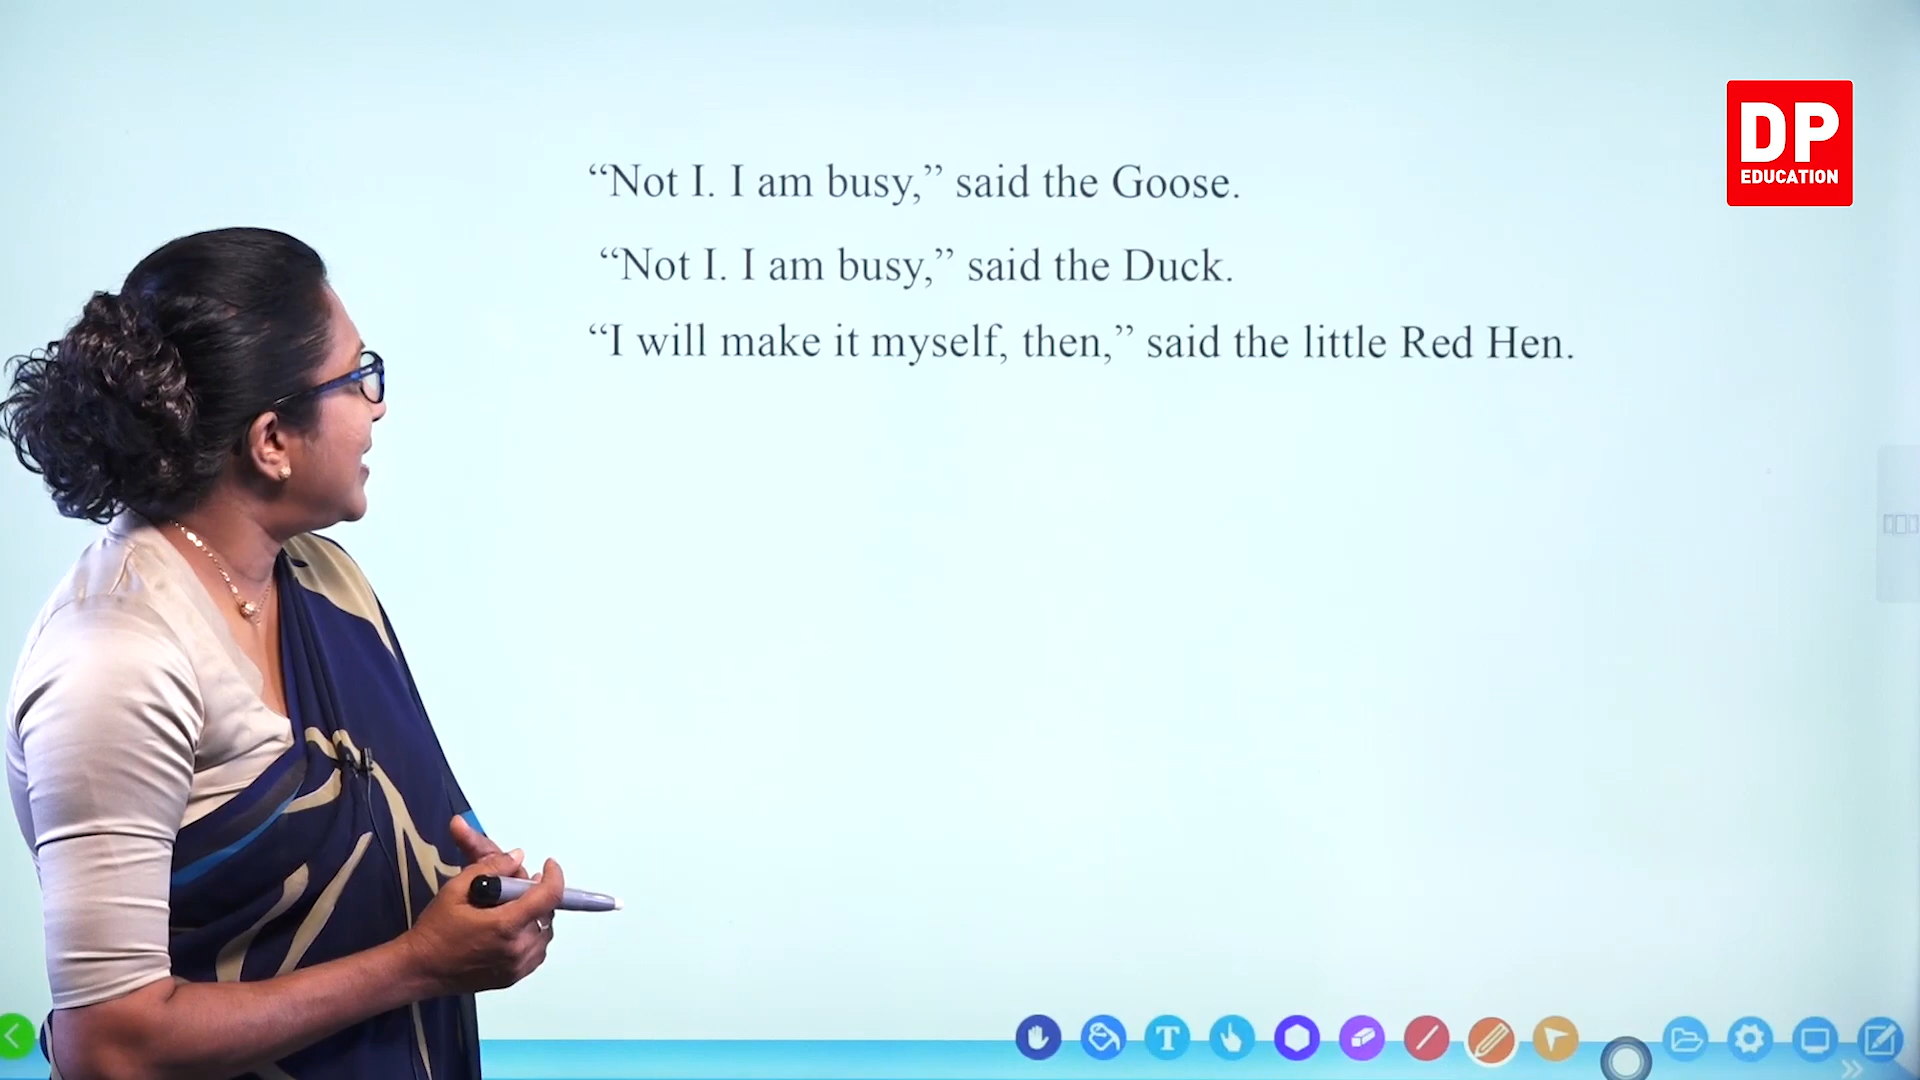 DP
EDUCATION
“Not I. I am busy,” said the Goose.
“Not I. I am busy,” said the Duck.
“I will make it myself, then,” said the little Red Hen.
T